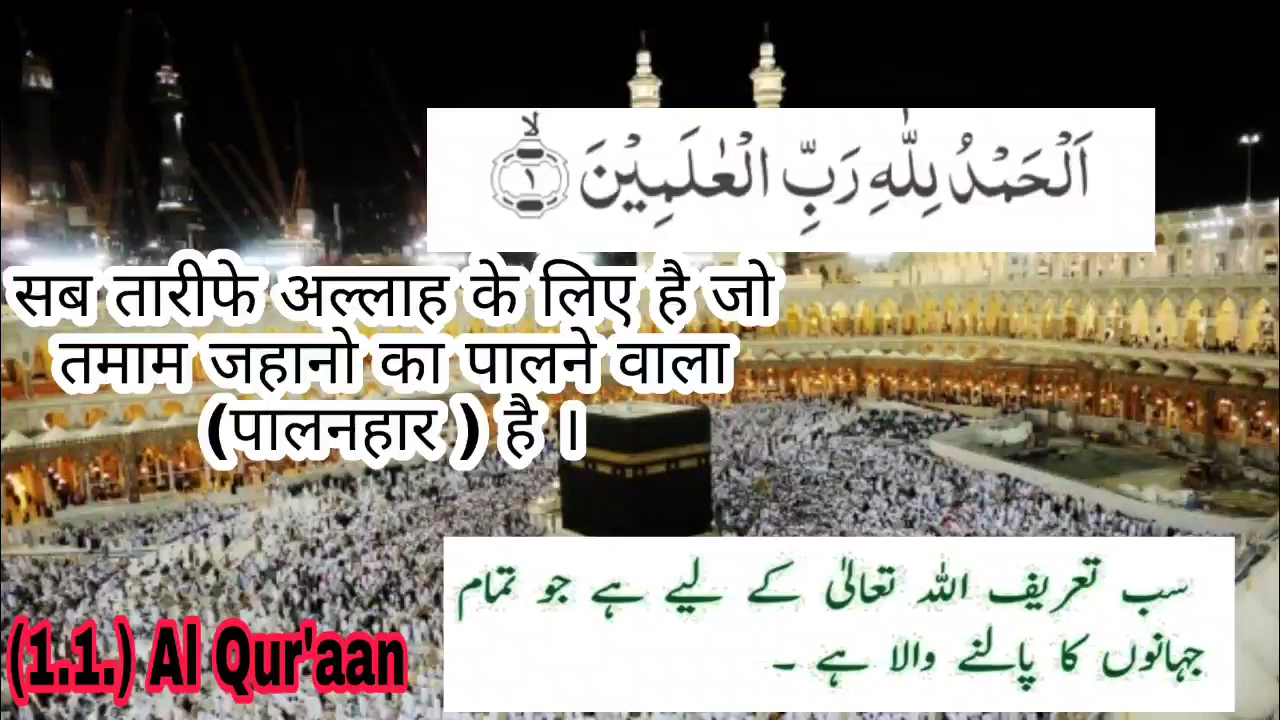 اَلْحَمْدُ لِلّٰهِ رَبِّ الْعٰلَمِيْنَ ۙ﴿۱﴾
सब तारीफे अल्लाह के लिए है जो
तमाम जहानो का पालने वाला
(पालनहार ) है ।
سب تعریف اللہ تعالیٰ کے لیے ہے جو تمام
جہانوں کا پالنے والا ہے ۔
(1.1.) Al Qur'aan